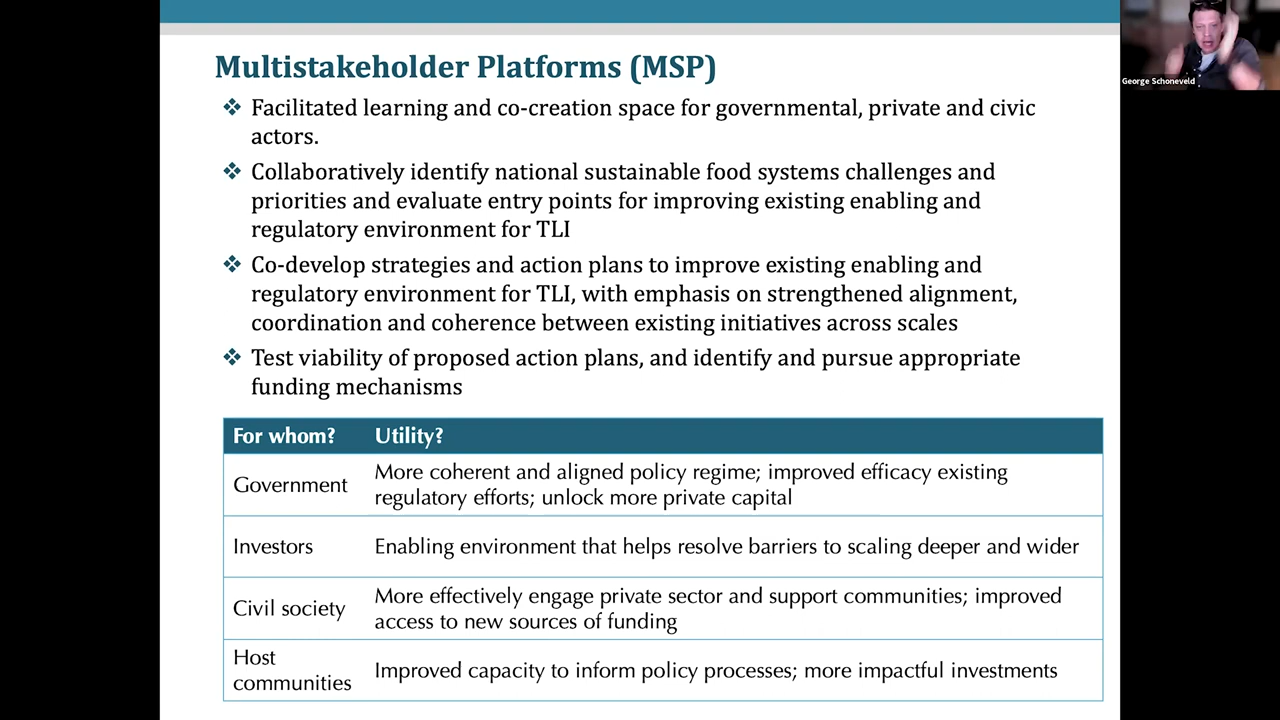 Multistakeholder Platforms (MSP)
George Schoneveld
❖ Facilitated learning and co-creation space for governmental, private and civic
actors.
❖ Collaboratively identify national sustainable food systems challenges and
priorities and evaluate entry points for improving existing enabling and
regulatory environment for TLI
❖ Co-develop strategies and action plans to improve existing enabling and
regulatory environment for TLI, with emphasis on strengthened alignment,
coordination and coherence between existing initiatives across scales
❖ Test viability of proposed action plans, and identify and pursue appropriate
funding mechanisms
For whom? Utility?
Government More coherent and aligned policy regime; improved efficacy existing
regulatory efforts; unlock more private capital
Investors Enabling environment that helps resolve barriers to scaling deeper and wider
Civil society More effectively engage private sector and support communities; improved
access to new sources of funding
Host
communities Improved capacity to inform policy processes; more impactful investments